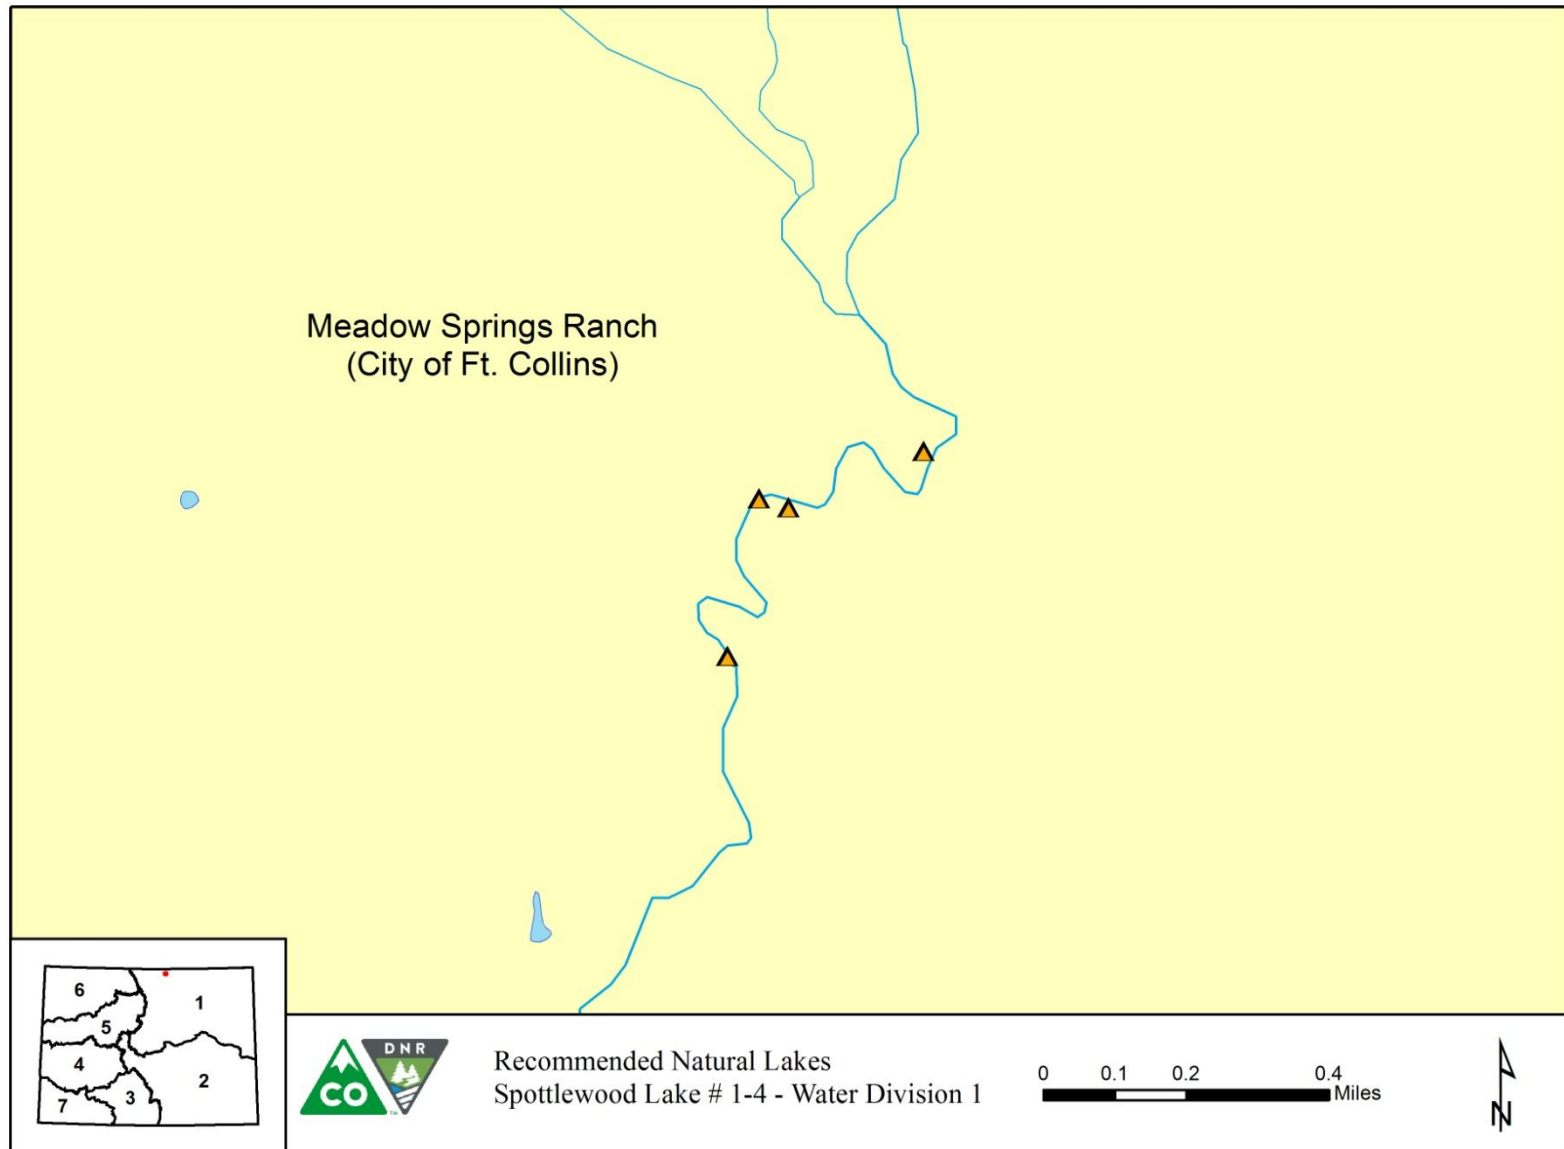 Meadow Springs Ranch
(City of Ft. Collins)
6
1
5
4
2
3
7
CO
TM
DNR
Recommended Natural Lakes
Spottlewood Lake # 1-4 - Water Division 1
0 0.1 0.2 0.4
Miles
N